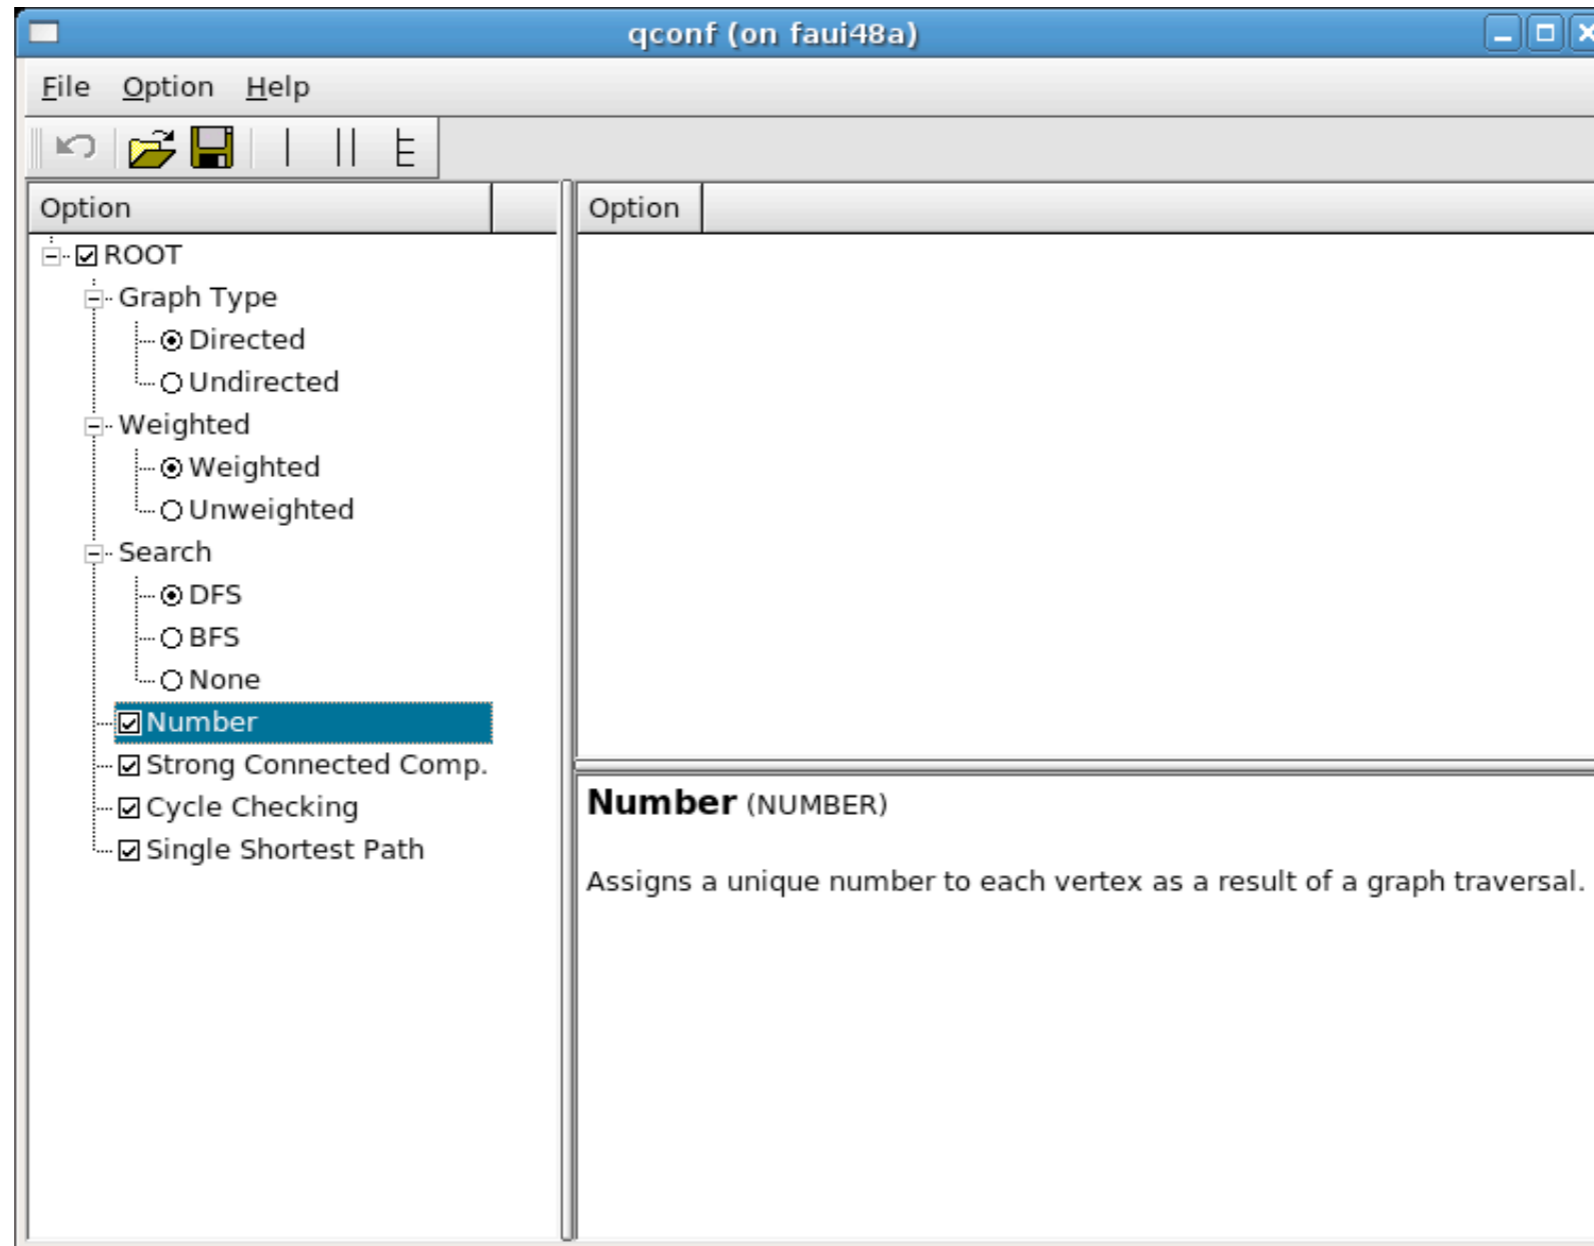 qconf (on faui48a)
File Option Help
Option
ROOT
Graph Type
Directed
Undirected
Weighted
Weighted
Unweighted
Search
DFS
BFS
None
Number
Strong Connected Comp.
Cycle Checking
Single Shortest Path
Option
Number (NUMBER)
Assigns a unique number to each vertex as a result of a graph traversal.